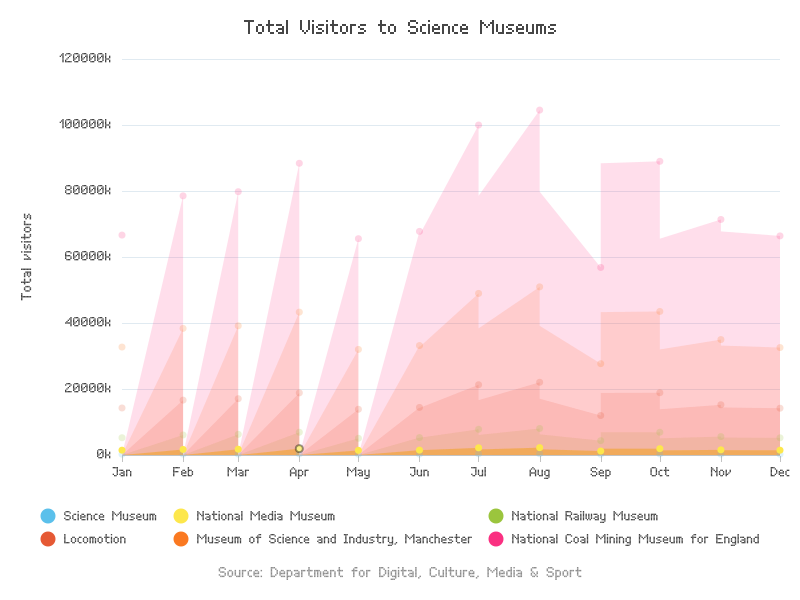 Total Visitors to Science Museums
120000k
100000k
80000k
60000k
40000k
20000k
0k
Total visitors
Jan Feb Mar Apr May Jun Jul Aug Sep Oct Nov Dec
Science Museum National Media Museum National Railway Museum
Locomotion Museum of Science and Industry, Manchester National Coal Mining Museum for England
Source: Department for Digital, Culture, Media & Sport